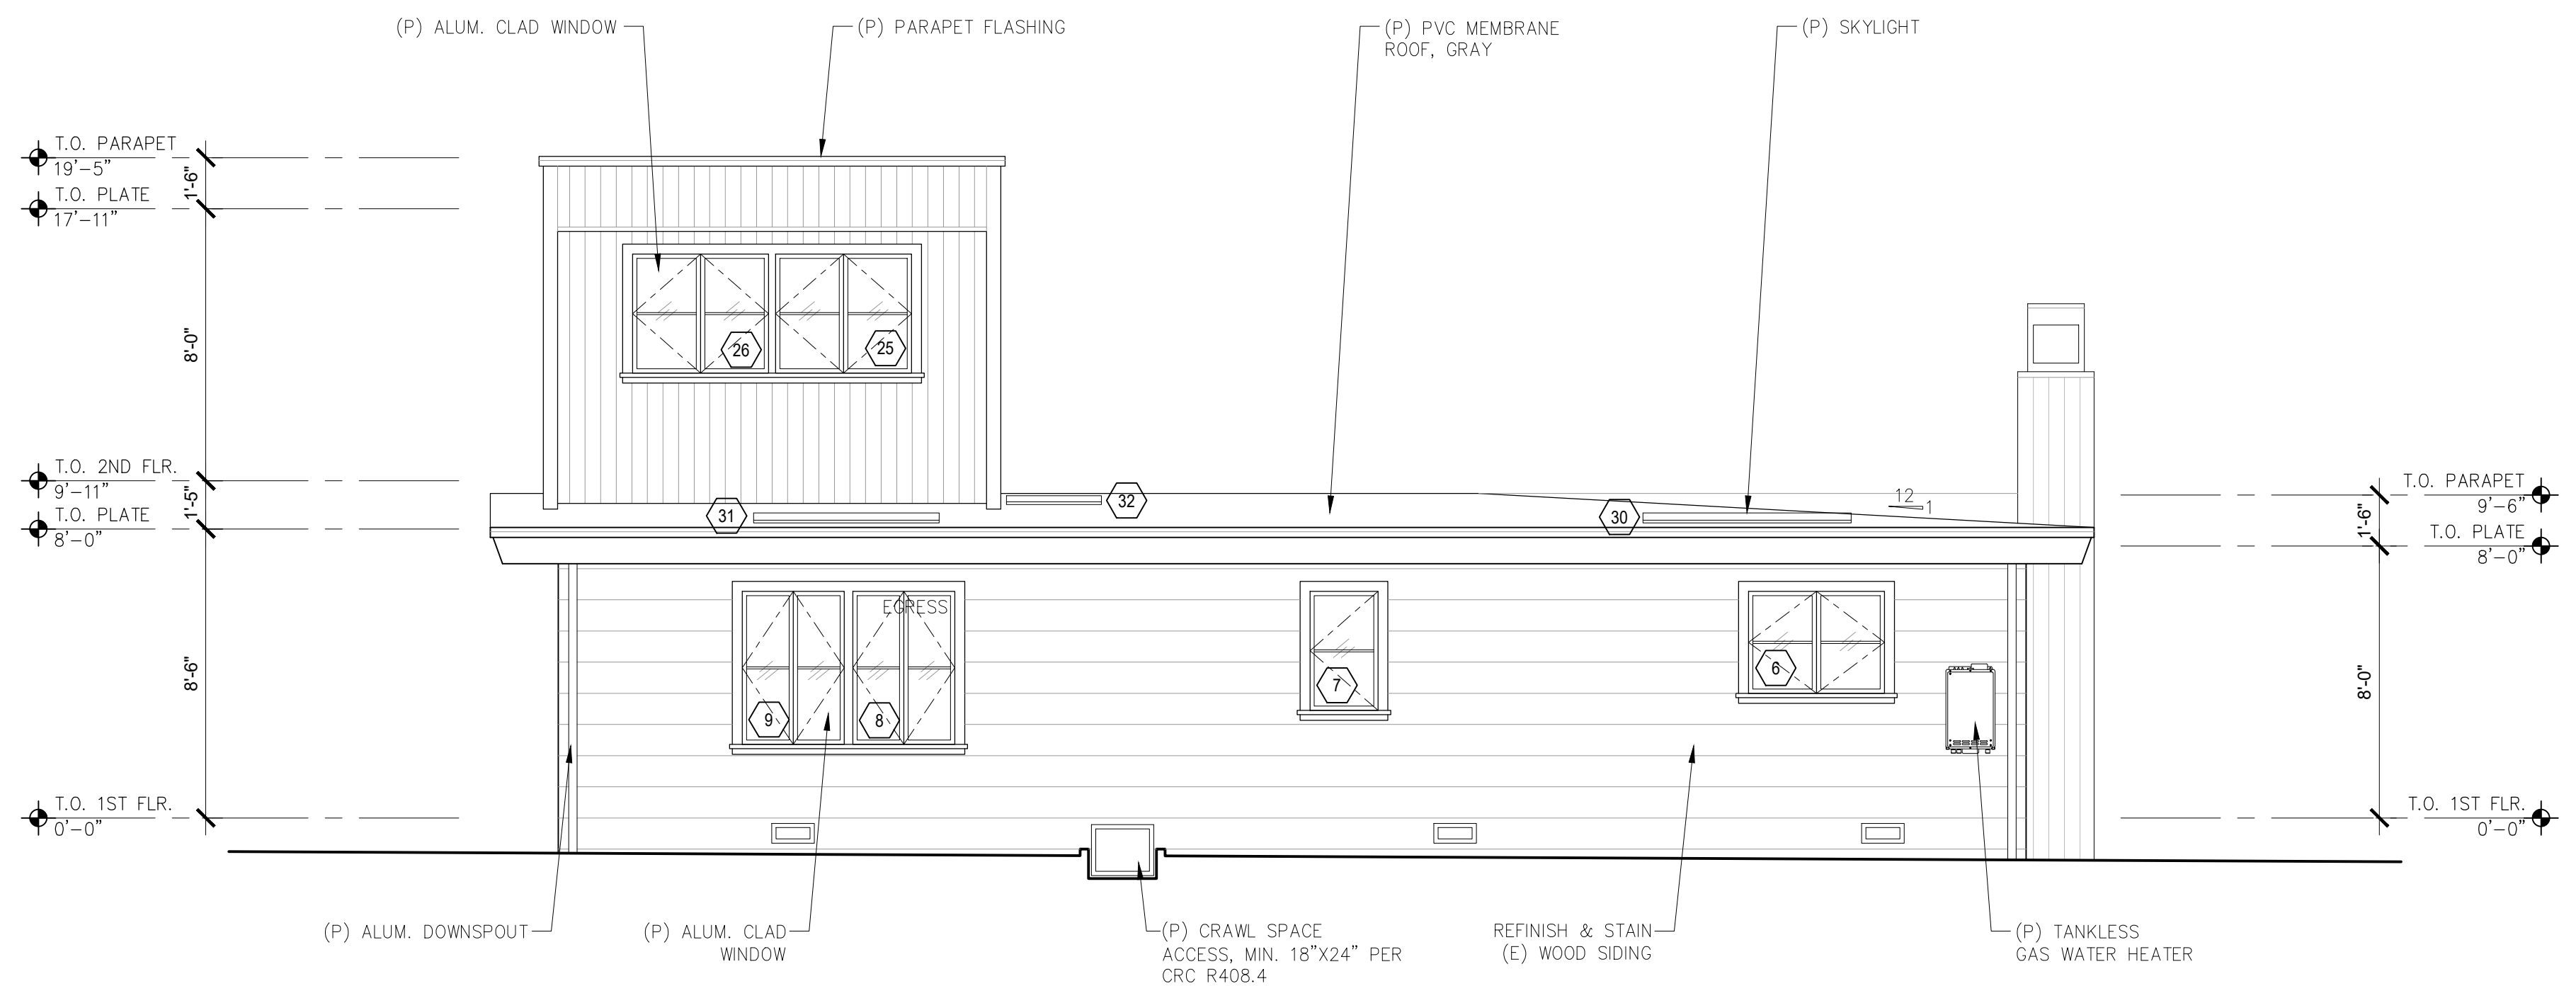 (P) ALUM. CLAD WINDOW
(P) PARAPET FLASHING
(P) PVC MEMBRANE
ROOF, GRAY
(P) SKYLIGHT
T.O. PARAPET
19'-5"
1'-6"
T.O. PLATE
17'-11"
8'-0"
26
25
T.O. 2ND FLR.
9'-11"
1'-5"
T.O. PLATE
8'-0"
31
32
30
12
1
T.O. PARAPET
9'-6"
1'-6"
T.O. PLATE
8'-0"
EGRESS
8'-6"
9
8
7
6
8'-0"
T.O. 1ST FLR.
0'-0"
T.O. 1ST FLR.
0'-0"
(P) ALUM. DOWNSPOUT
(P) ALUM. CLAD
WINDOW
(P) CRAWL SPACE
ACCESS, MIN. 18"X24" PER
CRC R408.4
REFINISH & STAIN
(E) WOOD SIDING
(P) TANKLESS
GAS WATER HEATER